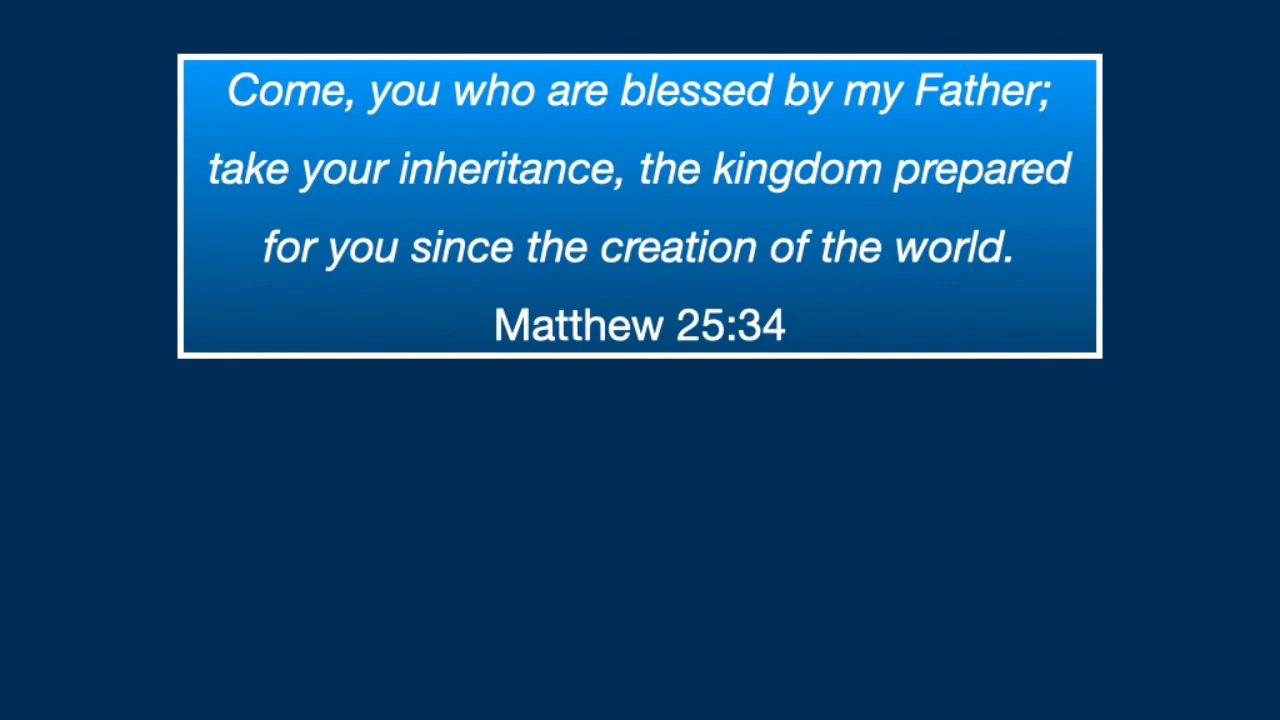 Come, you who are blessed by my Father;
take your inheritance, the kingdom prepared
for you since the creation of the world.
Matthew 25:34